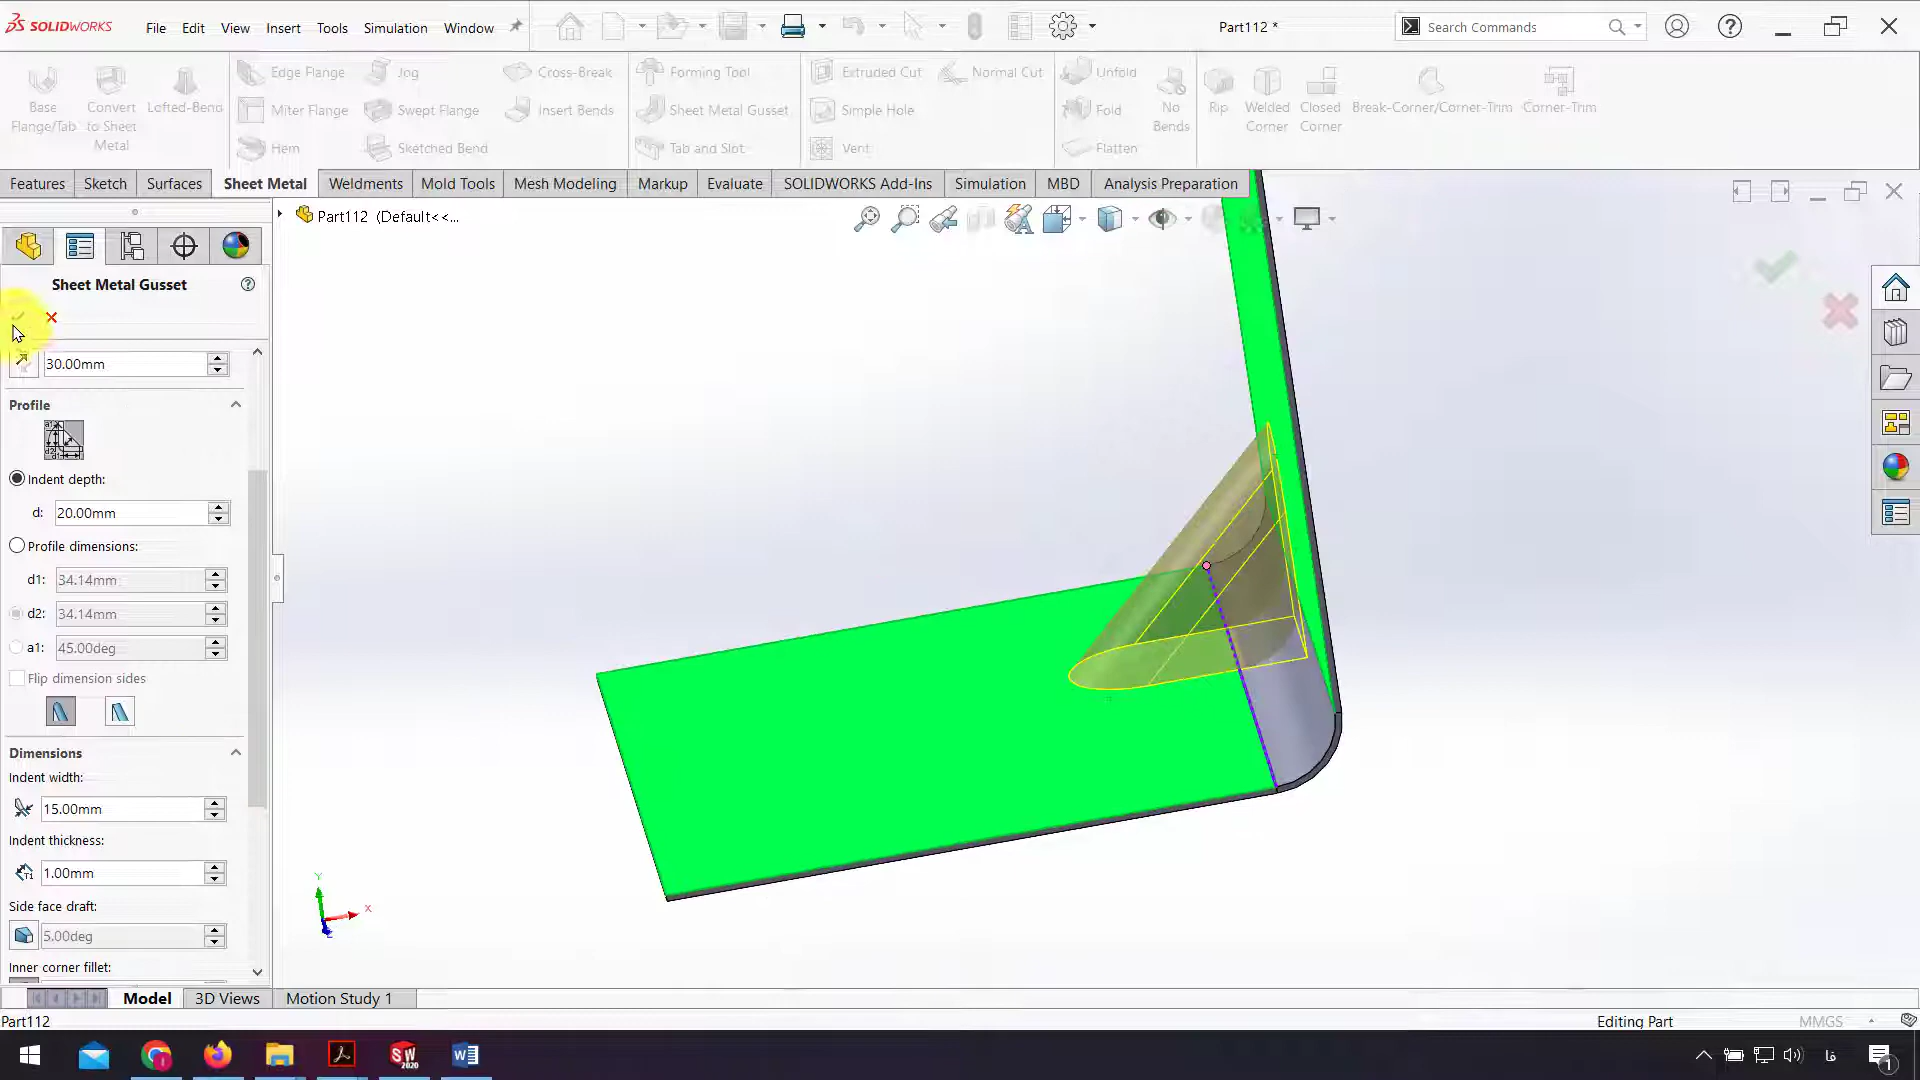 SOLIDWORKS File Edit View Insert Tools Simulation Window Part112 * Search Commands
Base Flange/Tab
Convert to Sheet Metal
Lofted-Bend
Edge Flange
Miter Flange
Hem
Jog
Swept Flange
Sketched Bend
Cross-Break
Insert Bends
Forming Tool
Sheet Metal Gusset
Tab and Slot
Extruded Cut
Simple Hole
Vent
Normal Cut
Unfold
Fold
Flatten
No Bends
Rip
Welded Corner
Closed Corner
Break-Corner/Corner-Trim
Corner-Trim
Features Sketch Surfaces Sheet Metal Weldments Mold Tools Mesh Modeling Markup Evaluate SOLIDWORKS Add-Ins Simulation MBD Analysis Preparation
Part112 (Default<<...
Sheet Metal Gusset
30.00mm
Profile
Indent depth:
d: 20.00mm
Profile dimensions:
d1: 34.14mm
d2: 34.14mm
a1: 45.00deg
Flip dimension sides
Dimensions
Indent width:
15.00mm
Indent thickness:
1.00mm
Side face draft:
5.00deg
Inner corner fillet:
Y
X
Model 3D Views Motion Study 1
Part112 Editing Part MMGS
SW 2020
فا
1